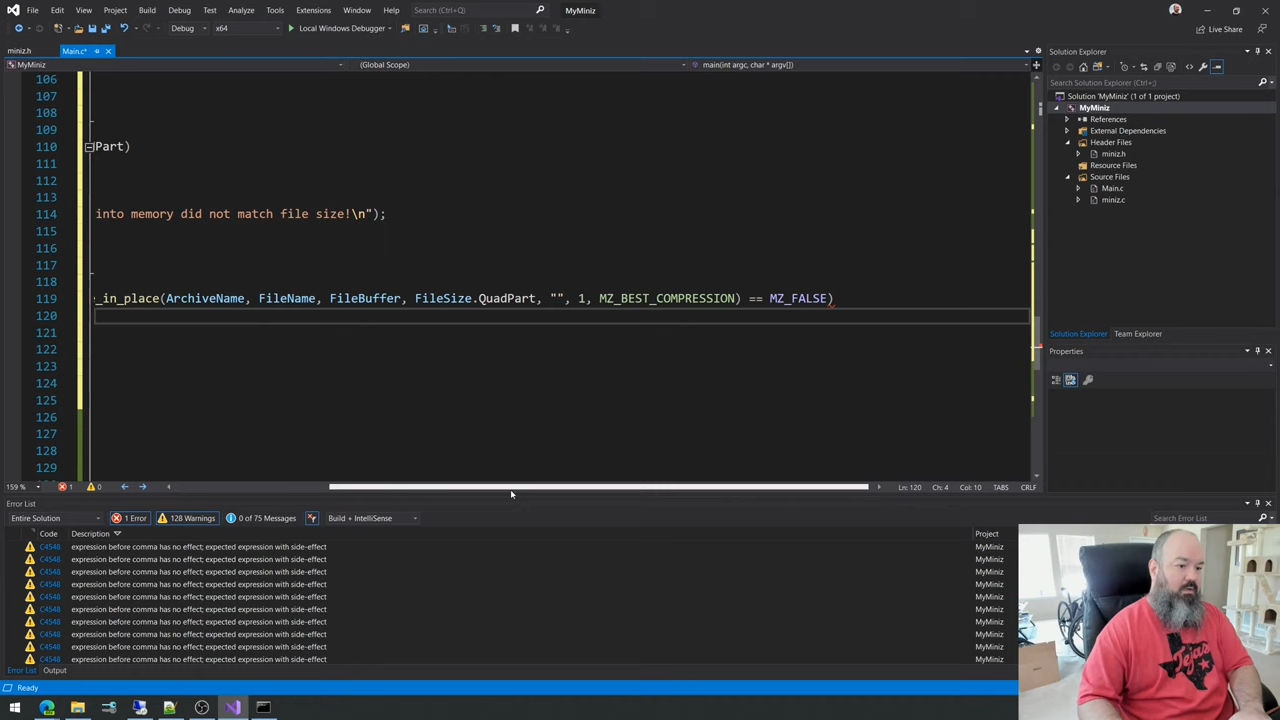 File Edit View Git Project Build Debug Test Analyze Tools Extensions Window Help Search (Ctrl+Q) MyMiniz
Debug x64 Local Windows Debugger Live Share
miniz.h Main.c*
MyMiniz (Global Scope) main(int argc, char * argv[])
106
107
108
109
110 Part)
111
112
113
114 into memory did not match file size!\n");
115
116
117
118
119 _in_place(ArchiveName, FileName, FileBuffer, FileSize.QuadPart, "", 1, MZ_BEST_COMPRESSION) == MZ_FALSE)
120
121
122
123
124
125
126
127
128
129
159 % 1 0 Ln: 120 Ch: 4 Col: 10 TABS CRLF
Solution Explorer
Search Solution Explorer (Ctrl+;)
Solution 'MyMiniz' (1 of 1 project)
MyMiniz
References
External Dependencies
Header Files
miniz.h
Resource Files
Source Files
Main.c
miniz.c
Solution Explorer Team Explorer
Properties
Error List
Entire Solution 1 Error 128 Warnings 0 of 75 Messages Build + IntelliSense Search Error List
Code Description Project
C4548 expression before comma has no effect; expected expression with side-effect MyMiniz
C4548 expression before comma has no effect; expected expression with side-effect MyMiniz
C4548 expression before comma has no effect; expected expression with side-effect MyMiniz
C4548 expression before comma has no effect; expected expression with side-effect MyMiniz
C4548 expression before comma has no effect; expected expression with side-effect MyMiniz
C4548 expression before comma has no effect; expected expression with side-effect MyMiniz
C4548 expression before comma has no effect; expected expression with side-effect MyMiniz
C4548 expression before comma has no effect; expected expression with side-effect MyMiniz
C4548 expression before comma has no effect; expected expression with side-effect MyMiniz
C4548 expression before comma has no effect; expected expression with side-effect MyMiniz
Error List Output
Ready
Tejas